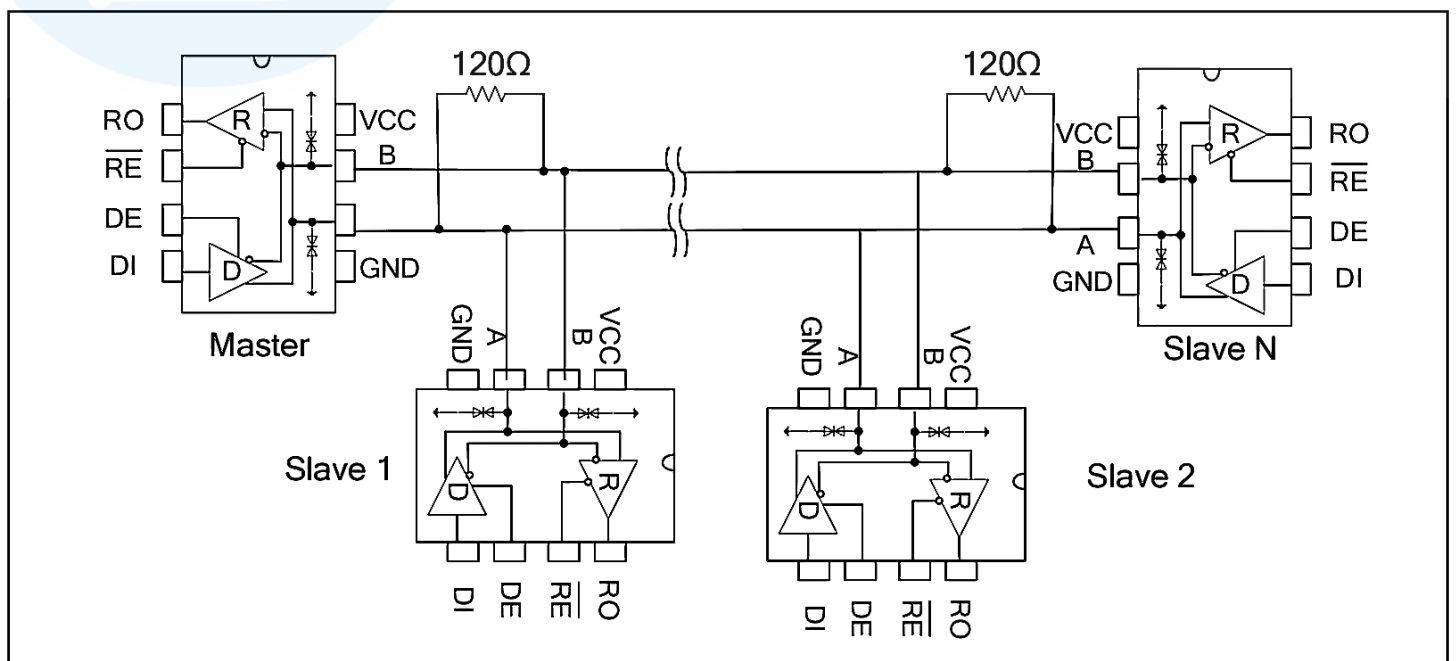 120Ω
120Ω
RO
R
VCC
RE
B
DE
DI
D
GND
Master
VCC
R
RO
B
RE
A
DE
GND
D
DI
Slave N
GND
A
B
VCC
Slave 1
D
R
DI
DE
RE
RO
GND
A
B
VCC
Slave 2
D
R
DI
DE
RE
RO